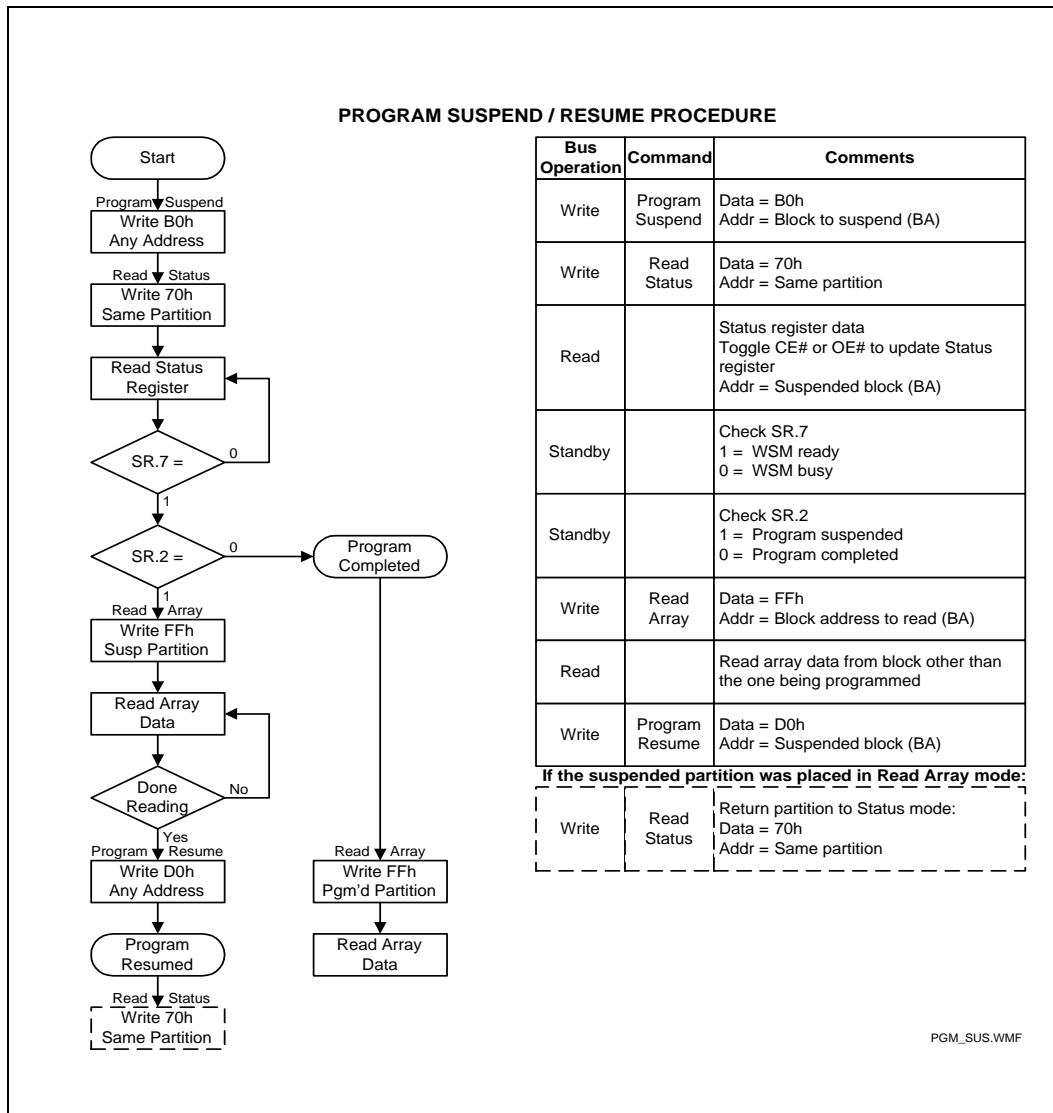 PROGRAM SUSPEND / RESUME PROCEDURE
Start
Program Suspend
Write B0h
Any Address
Read Status
Write 70h
Same Partition
Read Status
Register
SR.7 =
0
1
SR.2 =
0
Program
Completed
1
Read Array
Write FFh
Susp Partition
Read Array
Data
Done
Reading
No
Yes
Program Resume
Write D0h
Any Address
Read Array
Write FFh
Pgm'd Partition
Program
Resumed
Read Array
Data
Read Status
Write 70h
Same Partition
Bus
Operation
Command
Comments
Write
Program
Suspend
Data = B0h
Addr = Block to suspend (BA)
Write
Read
Status
Data = 70h
Addr = Same partition
Read
Status register data
Toggle CE# or OE# to update Status
register
Addr = Suspended block (BA)
Standby
Check SR.7
1 = WSM ready
0 = WSM busy
Standby
Check SR.2
1 = Program suspended
0 = Program completed
Write
Read
Array
Data = FFh
Addr = Block address to read (BA)
Read
Read array data from block other than
the one being programmed
Write
Program
Resume
Data = D0h
Addr = Suspended block (BA)
If the suspended partition was placed in Read Array mode:
Write
Read
Status
Return partition to Status mode:
Data = 70h
Addr = Same partition
PGM_SUS.WMF